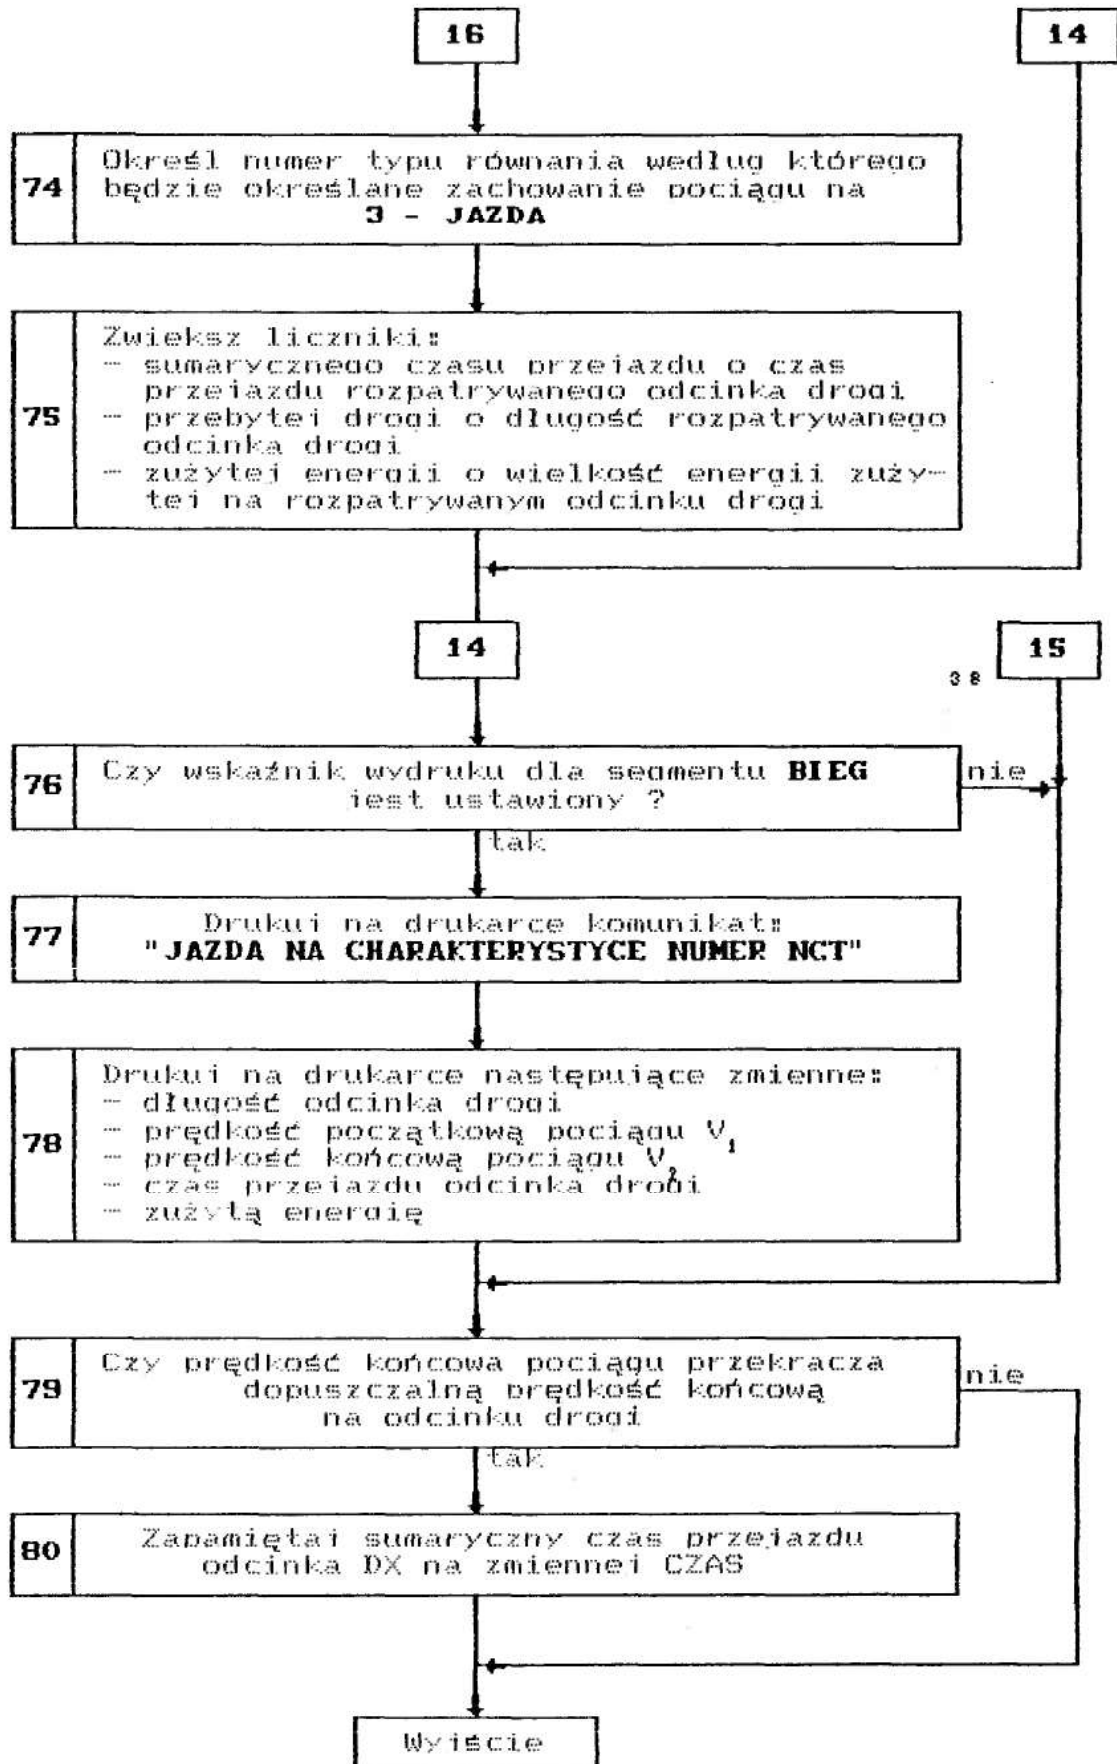 16
14
74
Określ numer typu równania według którego
będzie określane zachowanie pociągu na
3 - JAZDA
75
Zwiększ liczniki:
- sumarycznego czasu przejazdu o czas
przejazdu rozpatrywanego odcinka drogi
- przebytej drogi o długość rozpatrywanego
odcinka drogi
- zużytej energii o wielkość energii zuży-
tej na rozpatrywanym odcinku drogi
14
15
38
76
Czy wskaźnik wydruku dla segmentu BIEG
jest ustawiony ?
nie
tak
77
Drukuj na drukarce komunikat:
"JAZDA NA CHARAKTERYSTYCE NUMER NCT"
78
Drukuj na drukarce następujące zmienne:
- długość odcinka drogi
- prędkość początkową pociągu V₁
- prędkość końcową pociągu V₂
- czas przejazdu odcinka drogi
- zużytą energię
79
Czy prędkość końcowa pociągu przekracza
dopuszczalną prędkość końcową
na odcinku drogi
nie
tak
80
Zapamiętaj sumaryczny czas przejazdu
odcinka DX na zmiennej CZAS
Wyjście